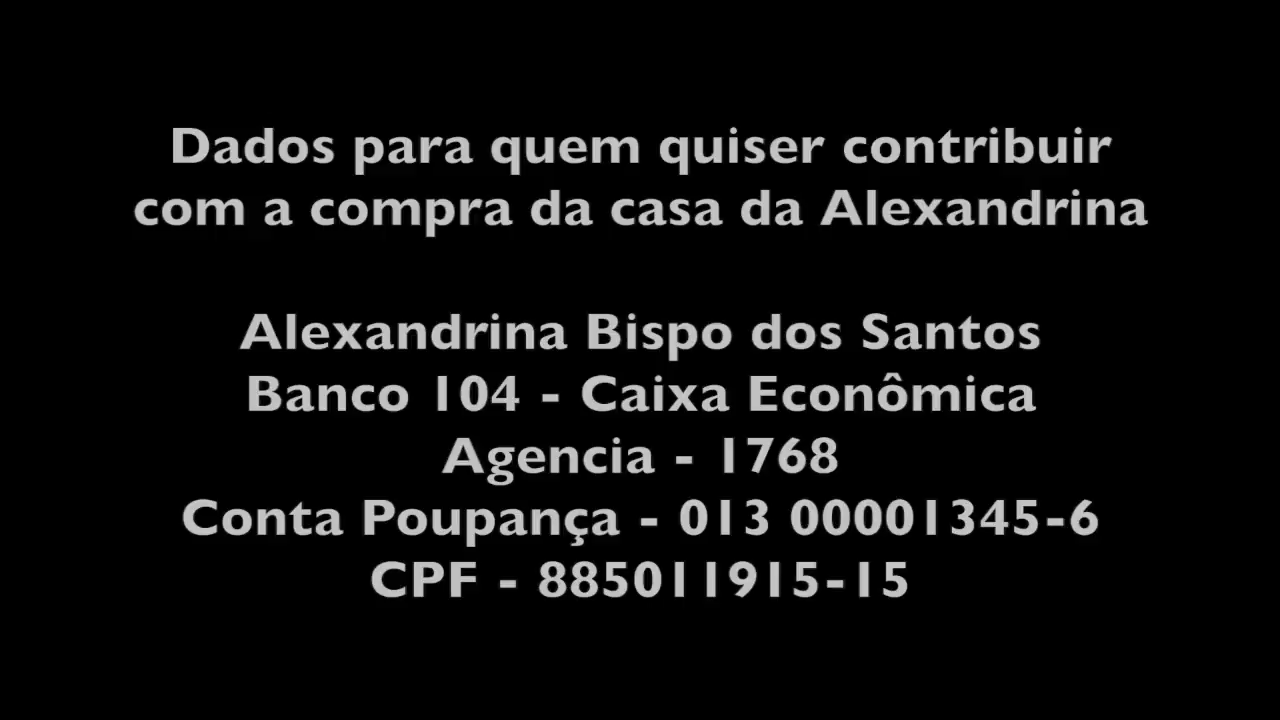 Dados para quem quiser contribuir
com a compra da casa da Alexandrina
Alexandrina Bispo dos Santos
Banco 104 - Caixa Econômica
Agencia - 1768
Conta Poupança - 013 00001345-6
CPF - 885011915-15